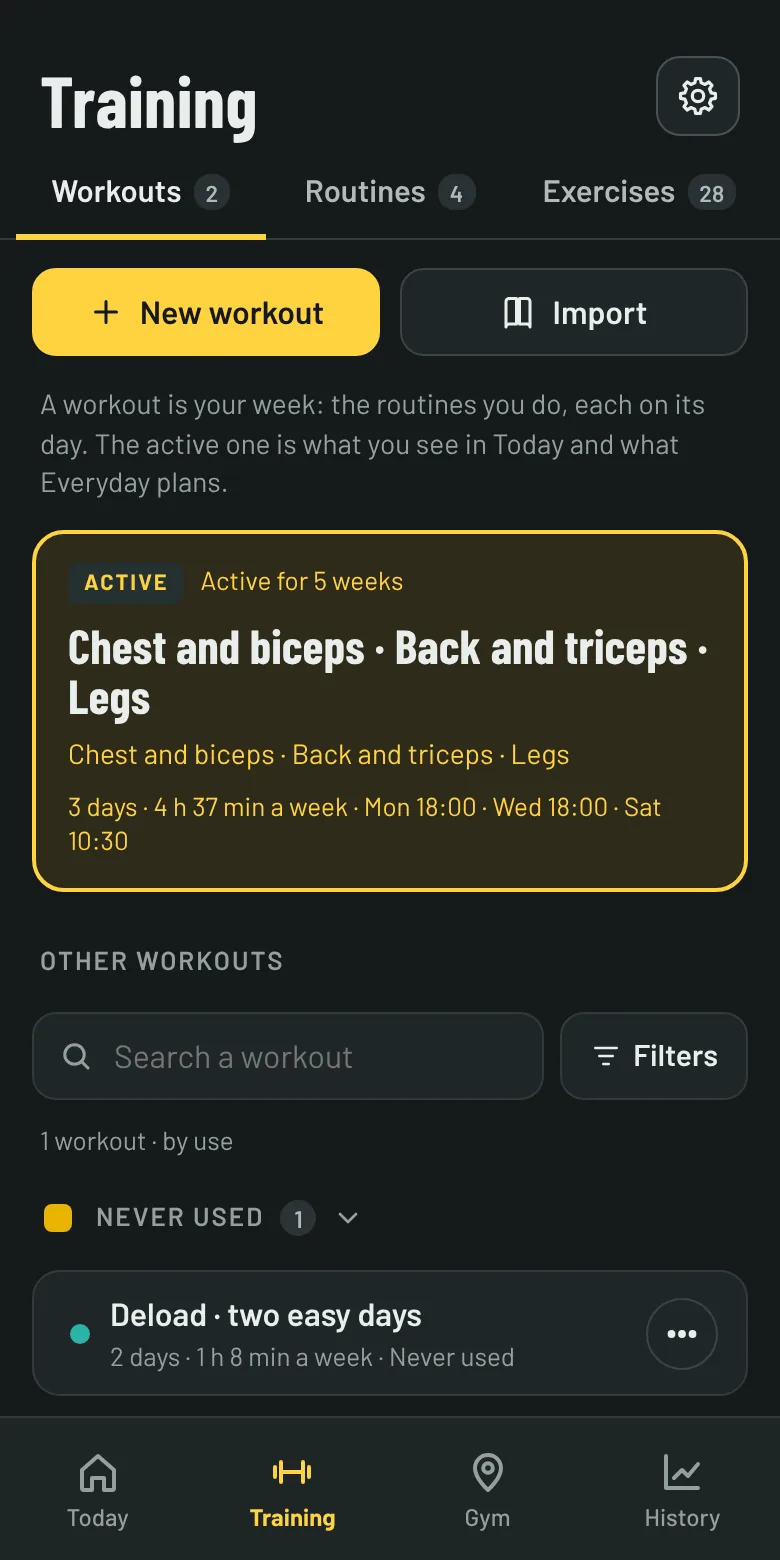 Training
Workouts 2
Routines 4
Exercises 28
New workout
Import
A workout is your week: the routines you do, each on its
day. The active one is what you see in Today and what
Everyday plans.
ACTIVE Active for 5 weeks
Chest and biceps · Back and triceps ·
Legs
Chest and biceps · Back and triceps · Legs
3 days · 4 h 37 min a week · Mon 18:00 · Wed 18:00 · Sat
10:30
OTHER WORKOUTS
Search a workout
Filters
1 workout · by use
NEVER USED 1
Deload · two easy days
2 days · 1 h 8 min a week · Never used
Today
Training
Gym
History